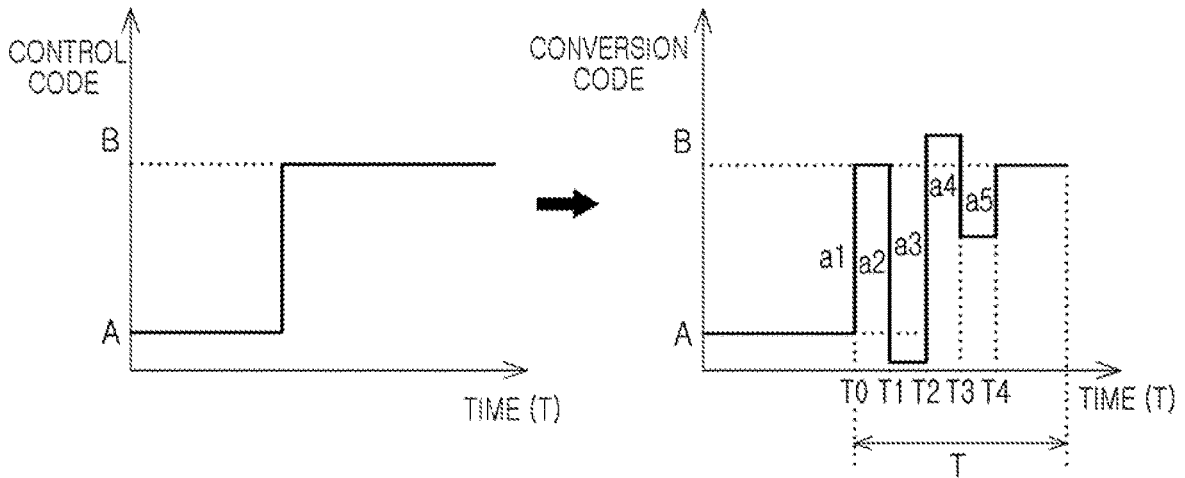 CONTROL
CODE
B
A
TIME (T)
CONVERSION
CODE
B
A
a1
a2
a3
a4
a5
T0 T1 T2 T3 T4
TIME (T)
T